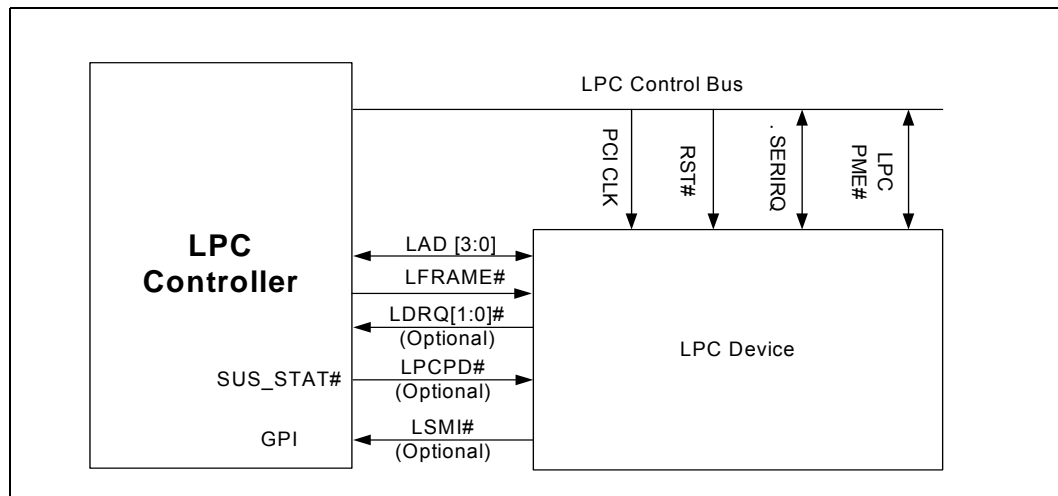 LPC Control Bus
PCI CLK
RST#
. SERIRQ
LPC
PME#
LPC
Controller
LAD [3:0]
LFRAME#
LDRQ[1:0]#
(Optional)
LPC Device
SUS_STAT#
LPCPD#
(Optional)
GPI
LSMI#
(Optional)